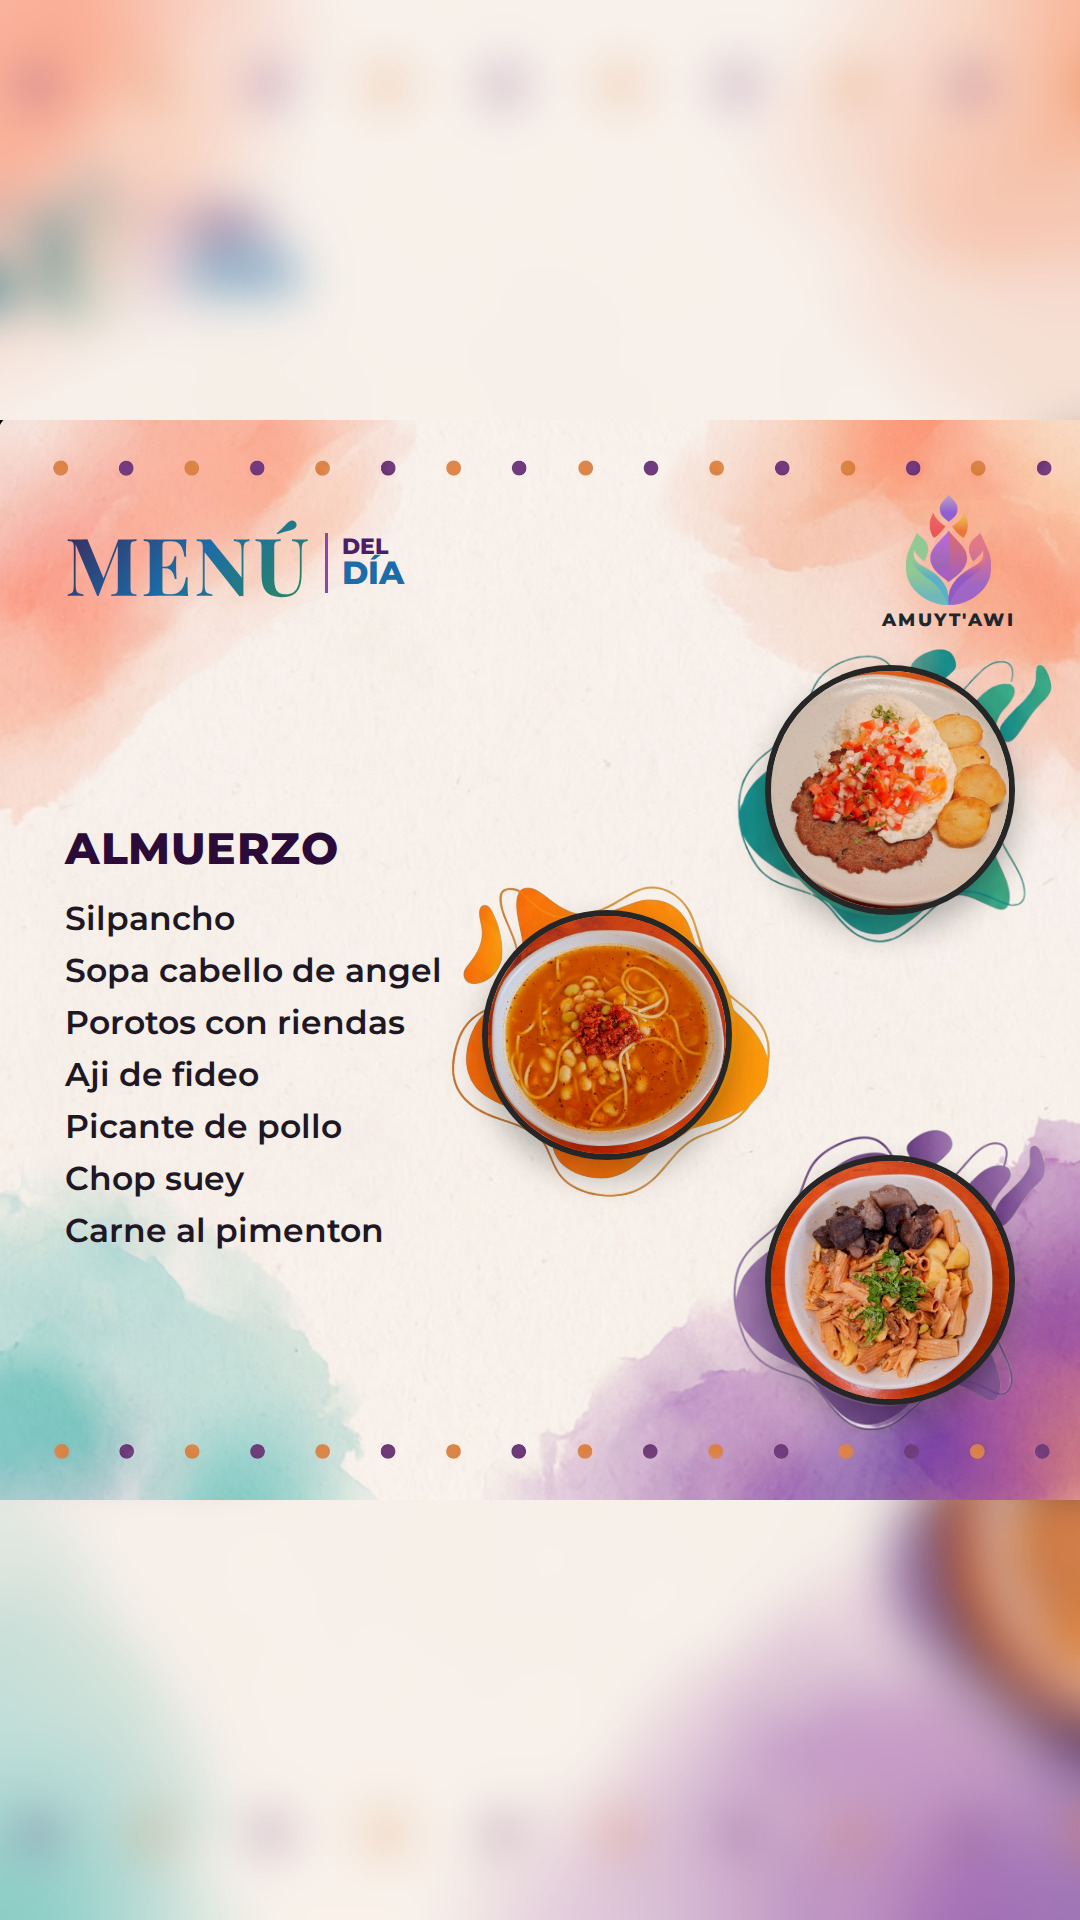 MENÚ
DEL
DÍA
AMUYT'AWI
ALMUERZO
Silpancho
Sopa cabello de angel
Porotos con riendas
Aji de fideo
Picante de pollo
Chop suey
Carne al pimenton